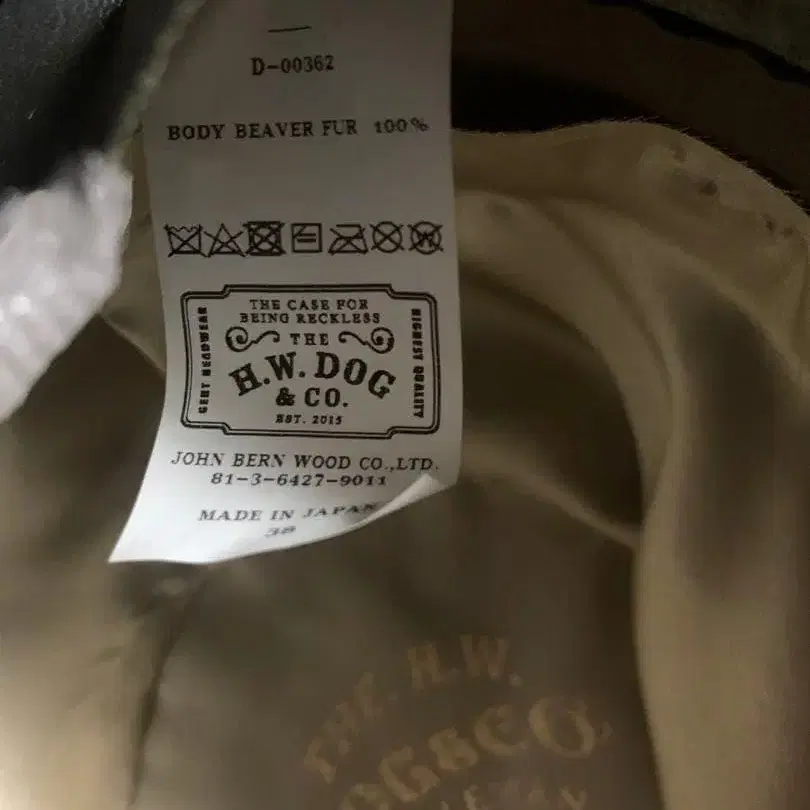 D-00362
BODY BEAVER FUR 100%
THE CASE FOR
BEING RECKLESS
THE
H.W. DOG
& CO.
EST. 2015
GENT HEADWEAR
HIGHEST QUALITY
JOHN BERN WOOD CO.,LTD.
81-3-6427-9011
MADE IN JAPAN
38
THE. H.W.
OG&CO